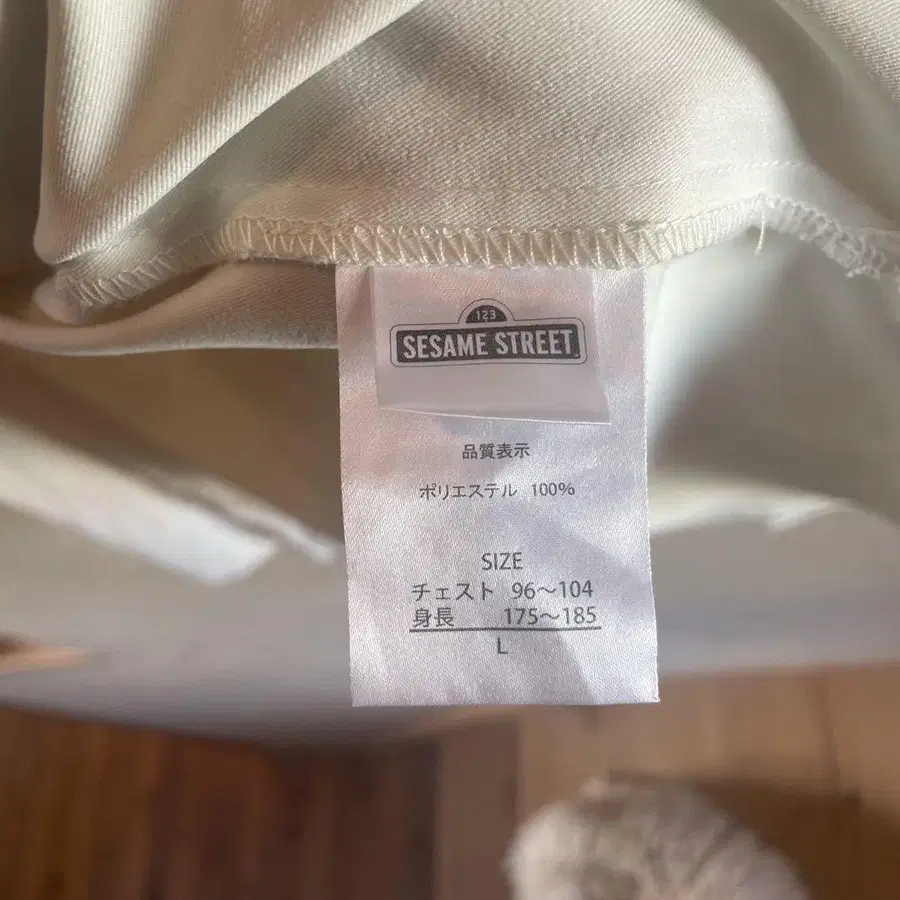 123
SESAME STREET
品質表示
ポリエステル 100%
SIZE
チェスト 96～104
身長 175～185
L